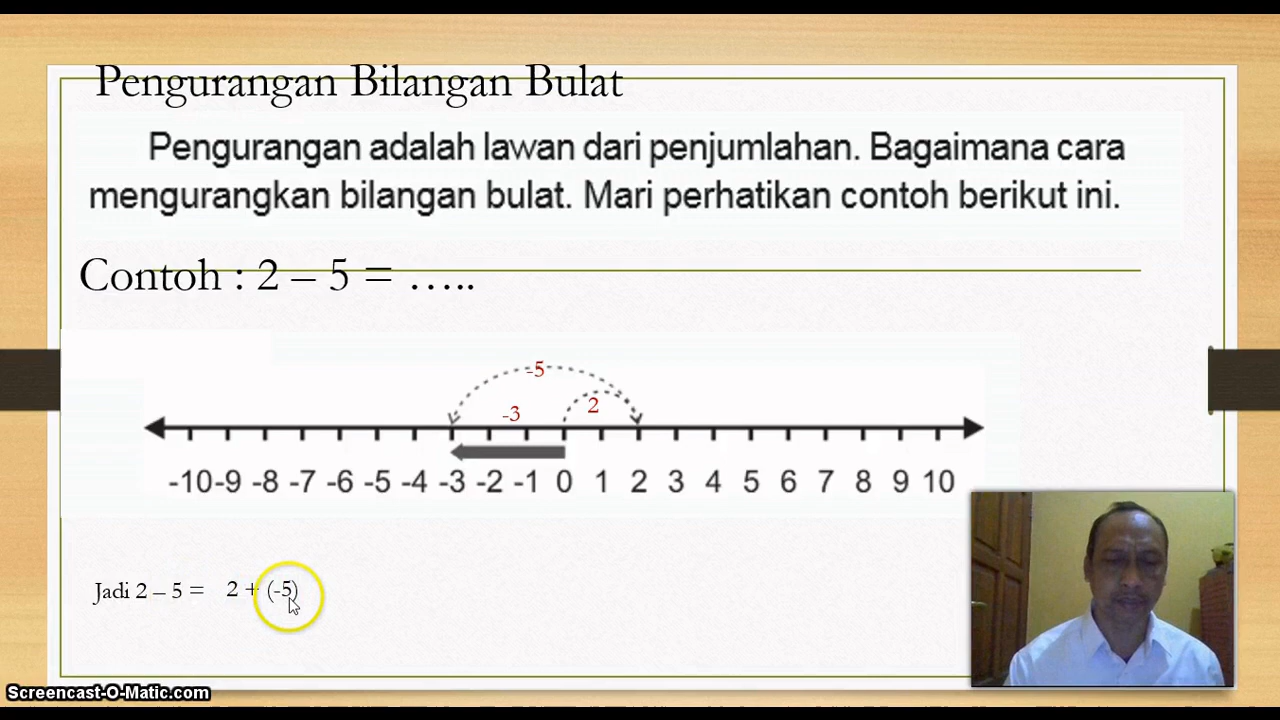 Pengurangan Bilangan Bulat
Pengurangan adalah lawan dari penjumlahan. Bagaimana cara
mengurangkan bilangan bulat. Mari perhatikan contoh berikut ini.
Contoh : 2 – 5 = .....
-5
-3 2
-10 -9 -8 -7 -6 -5 -4 -3 -2 -1 0 1 2 3 4 5 6 7 8 9 10
Jadi 2 – 5 = 2 + (-5)
Screencast-O-Matic.com